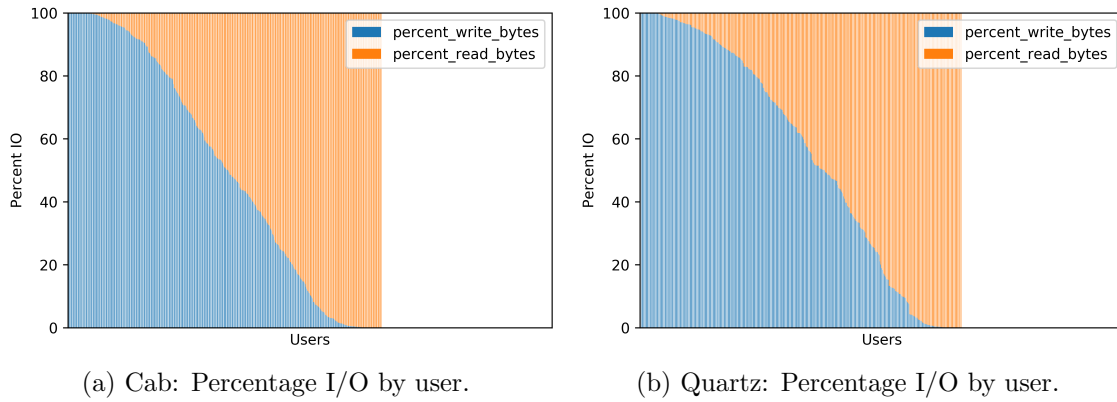 100
80
60
40
20
0
Percent IO
Users
percent_write_bytes
percent_read_bytes
(a) Cab: Percentage I/O by user.
100
80
60
40
20
0
Percent IO
Users
percent_write_bytes
percent_read_bytes
(b) Quartz: Percentage I/O by user.